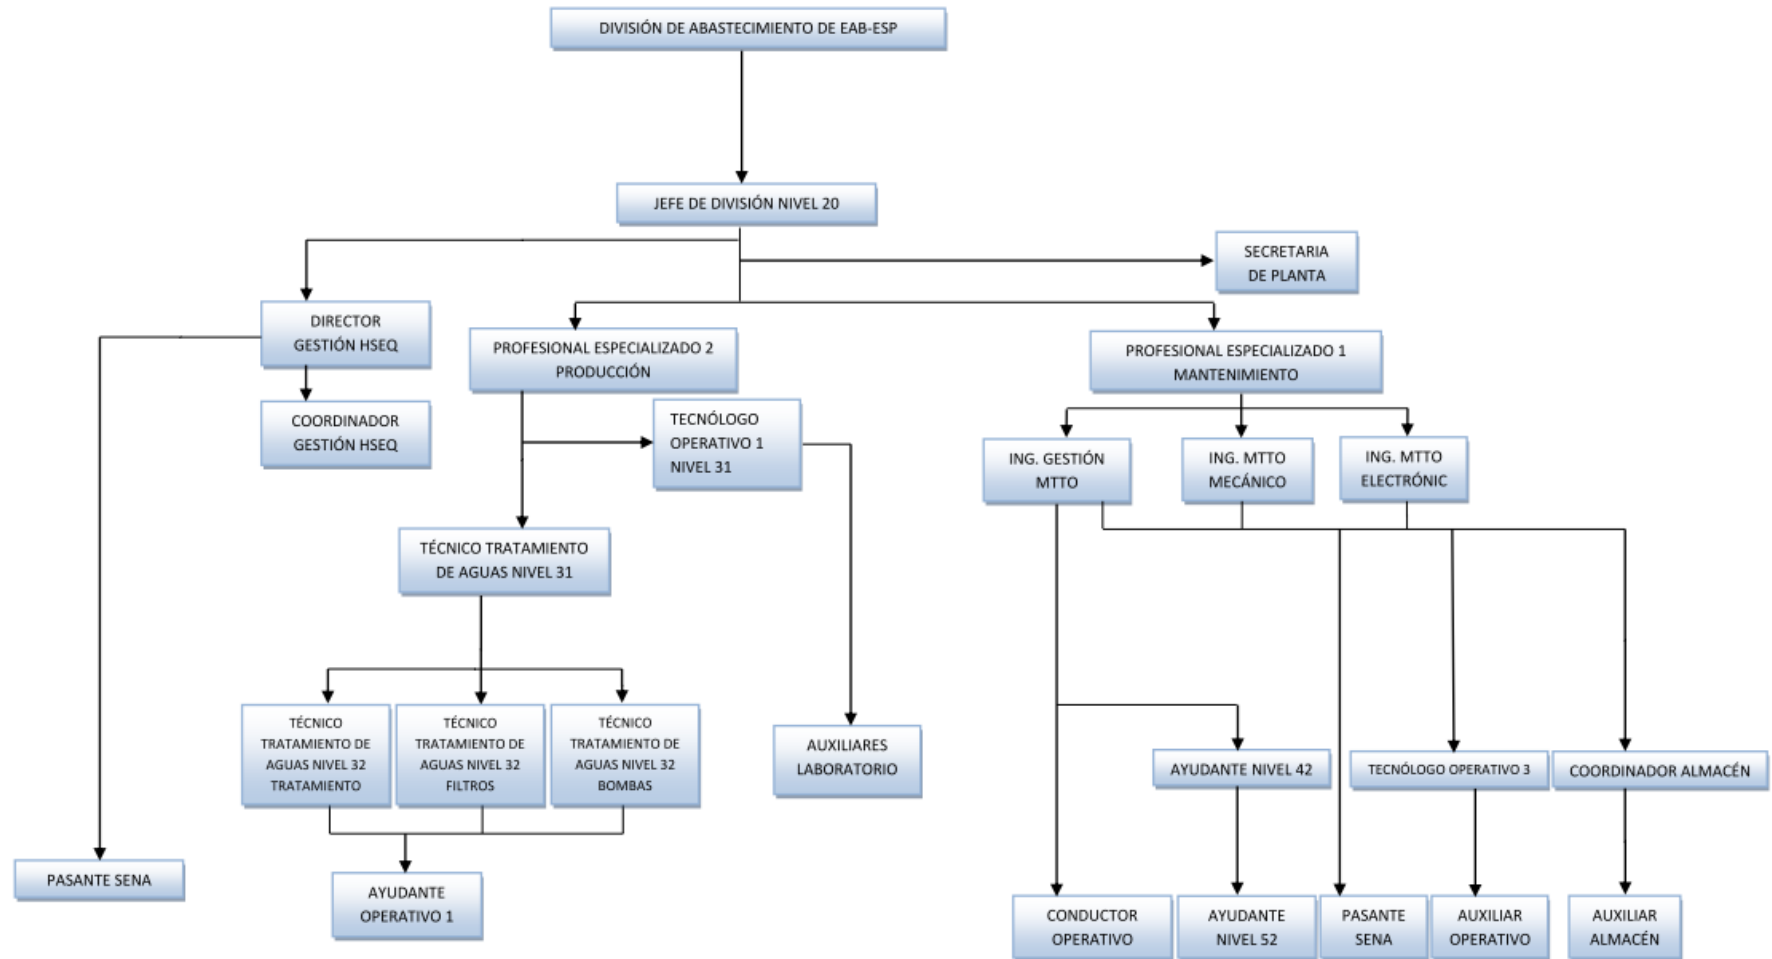 DIVISIÓN DE ABASTECIMIENTO DE EAB-ESP
JEFE DE DIVISIÓN NIVEL 20
SECRETARIA
DE PLANTA
DIRECTOR
GESTIÓN HSEQ
PROFESIONAL ESPECIALIZADO 2
PRODUCCIÓN
PROFESIONAL ESPECIALIZADO 1
MANTENIMIENTO
COORDINADOR
GESTIÓN HSEQ
TECNÓLOGO
OPERATIVO 1
NIVEL 31
ING. GESTIÓN
MTTO
ING. MTTO
MECÁNICO
ING. MTTO
ELECTRÓNIC
TÉCNICO TRATAMIENTO
DE AGUAS NIVEL 31
TÉCNICO
TRATAMIENTO DE
AGUAS NIVEL 32
TRATAMIENTO
TÉCNICO
TRATAMIENTO DE
AGUAS NIVEL 32
FILTROS
TÉCNICO
TRATAMIENTO DE
AGUAS NIVEL 32
BOMBAS
AUXILIARES
LABORATORIO
AYUDANTE NIVEL 42
TECNÓLOGO OPERATIVO 3
COORDINADOR ALMACÉN
PASANTE SENA
AYUDANTE
OPERATIVO 1
CONDUCTOR
OPERATIVO
AYUDANTE
NIVEL 52
PASANTE
SENA
AUXILIAR
OPERATIVO
AUXILIAR
ALMACÉN